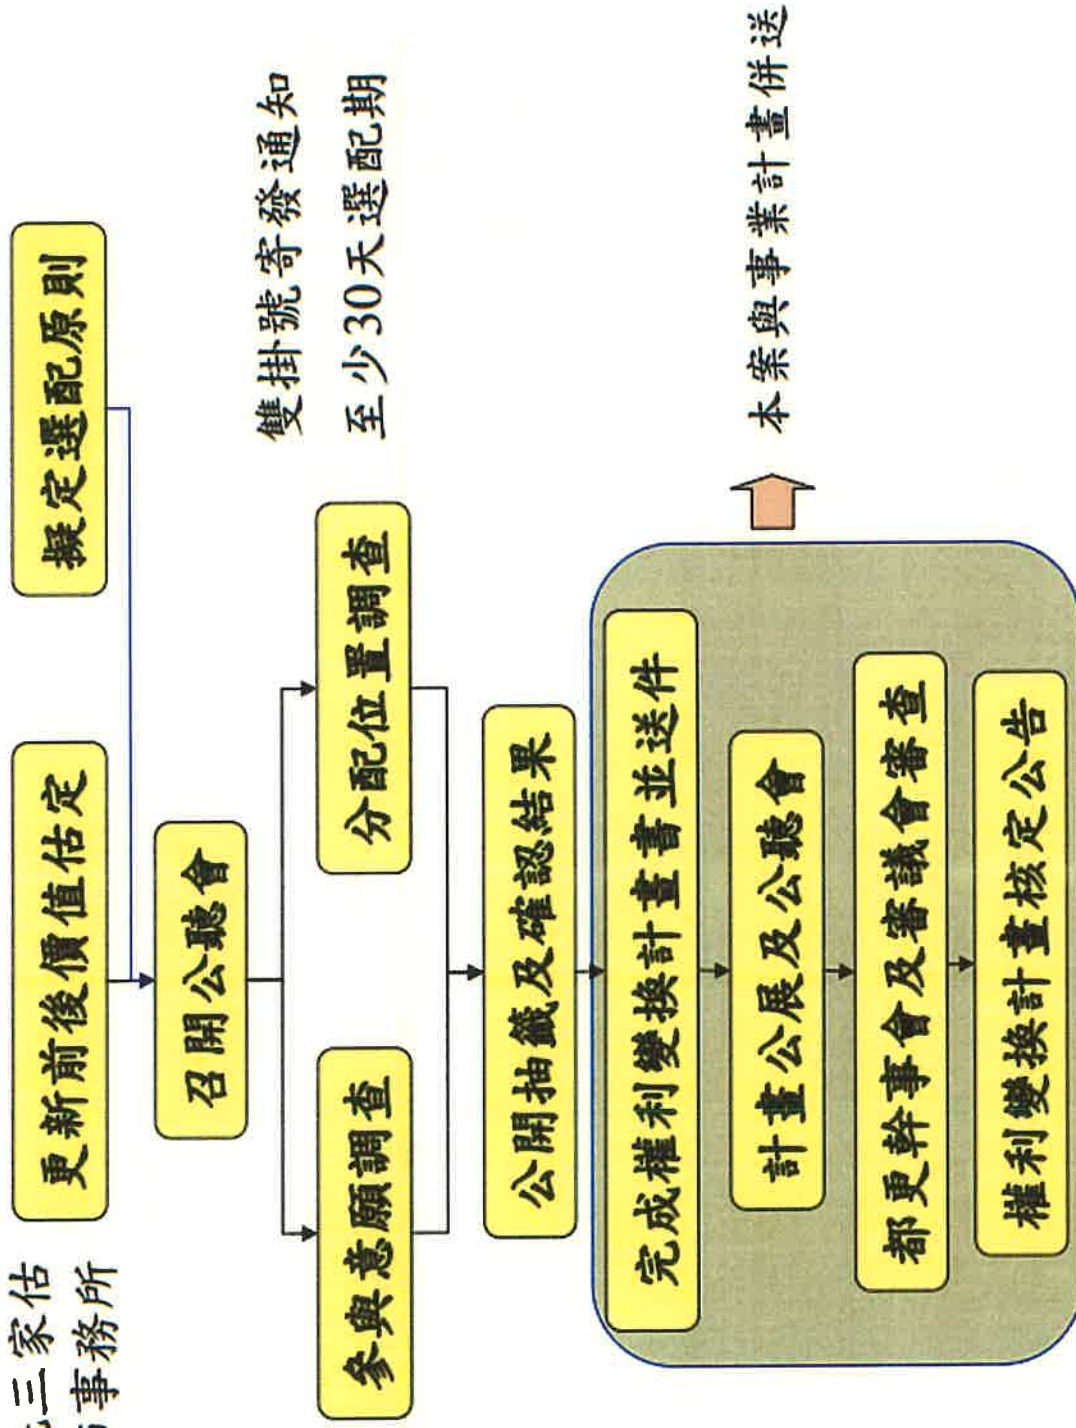 三家估
事務所
更新前後價值估定
擬定選配原則
召開公聽會
參與意願調查
分配位置調查
雙掛號寄發通知
至少30天選配期
公開抽籤及確認結果
完成權利變換計畫書並送件
計畫公展及公聽會
都更幹事會及審議會審查
權利變換計畫核定公告
本案與事業計畫併送